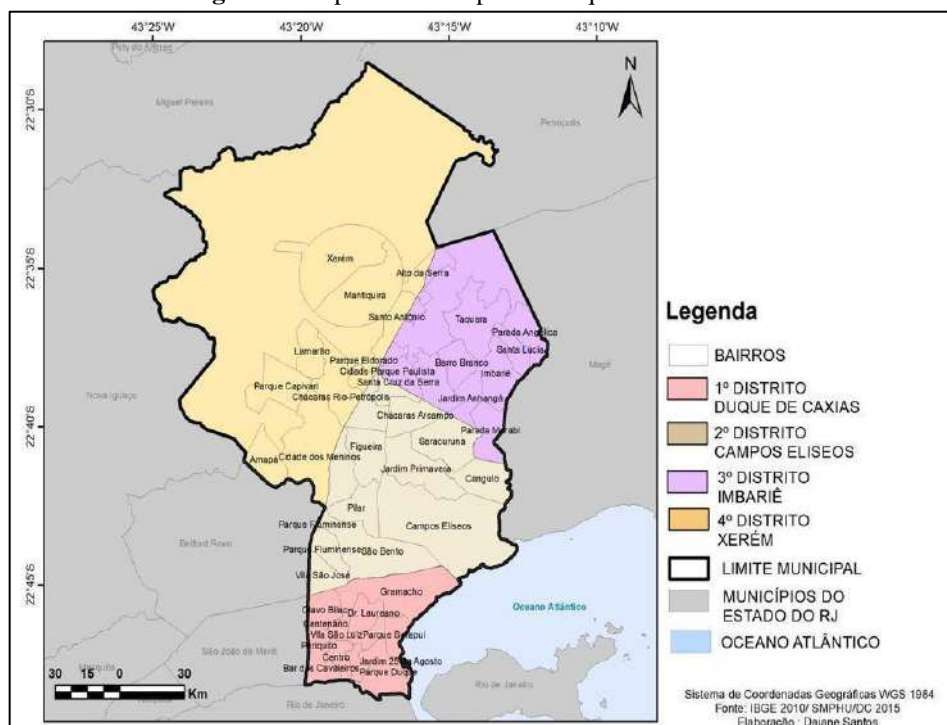 43°25'W 43°20'W 43°15'W 43°10'W
22°30'S
22°35'S
22°40'S
22°45'S
N
Miguel Pereira
Petrópolis
Xerém
Alto da Serra
Mantiquira
Santo Antônio
Taquara
Parada Angélica
Santa Lúcia
Lamarão
Parque Eldorado
Barro Branco
Cidade Parque Paulista
Imbariê
Santa Cruz da Serra
Magé
Parque Capivari
Nova Iguaçu
Chácaras Rio-Petrópolis
Jardim Anhangá
Chácaras Arcampo
Parada Morabi
Saracuruna
Figueira
Amapá
Cidade dos Meninos
Jardim Primavera
Cangulo
Pilar
Parque Fluminense
Campos Elíseos
Belford Roxo
Parque Fluminense
São Bento
Vila São José
Gramacho
Olavo Bilac
Dr. Laureano
Oceano Atlântico
Centenário
Vila São Luiz
Parque Beirapuí
Periquito
São João de Meriti
Centro
Jardim 25 de Agosto
Bar dos Cavaleiros
Parque Duque
Rio de Janeiro
Rio de Janeiro
30 15 0 30
Km
Legenda
BAIRROS
1º DISTRITO
DUQUE DE CAXIAS
2º DISTRITO
CAMPOS ELISEOS
3º DISTRITO
IMBARIÊ
4º DISTRITO
XERÉM
LIMITE MUNICIPAL
MUNICÍPIOS DO
ESTADO DO RJ
OCEANO ATLÂNTICO
Sistema de Coordenadas Geográficas WGS 1984
Fonte: IBGE 2010/ SMPHU/DC 2015
Elaboração : Daiane Santos